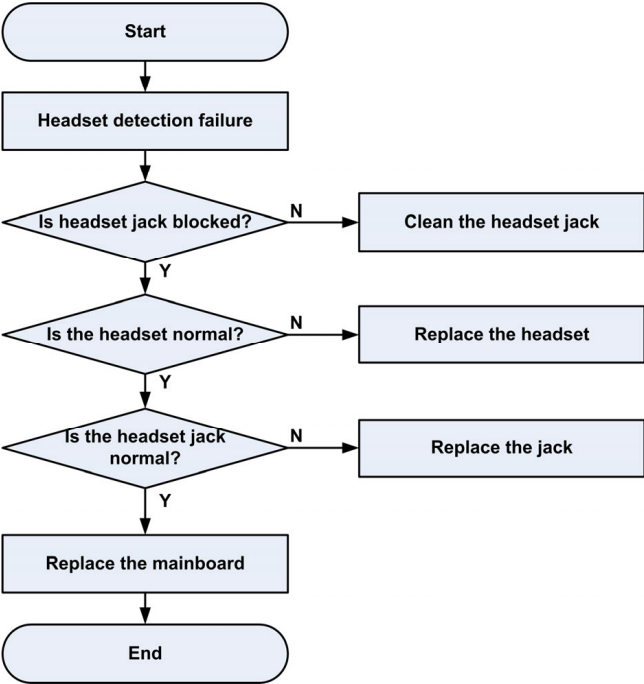 Start
Headset detection failure
Is headset jack blocked?
N
Clean the headset jack
Y
Is the headset normal?
N
Replace the headset
Y
Is the headset jack
normal?
N
Replace the jack
Y
Replace the mainboard
End